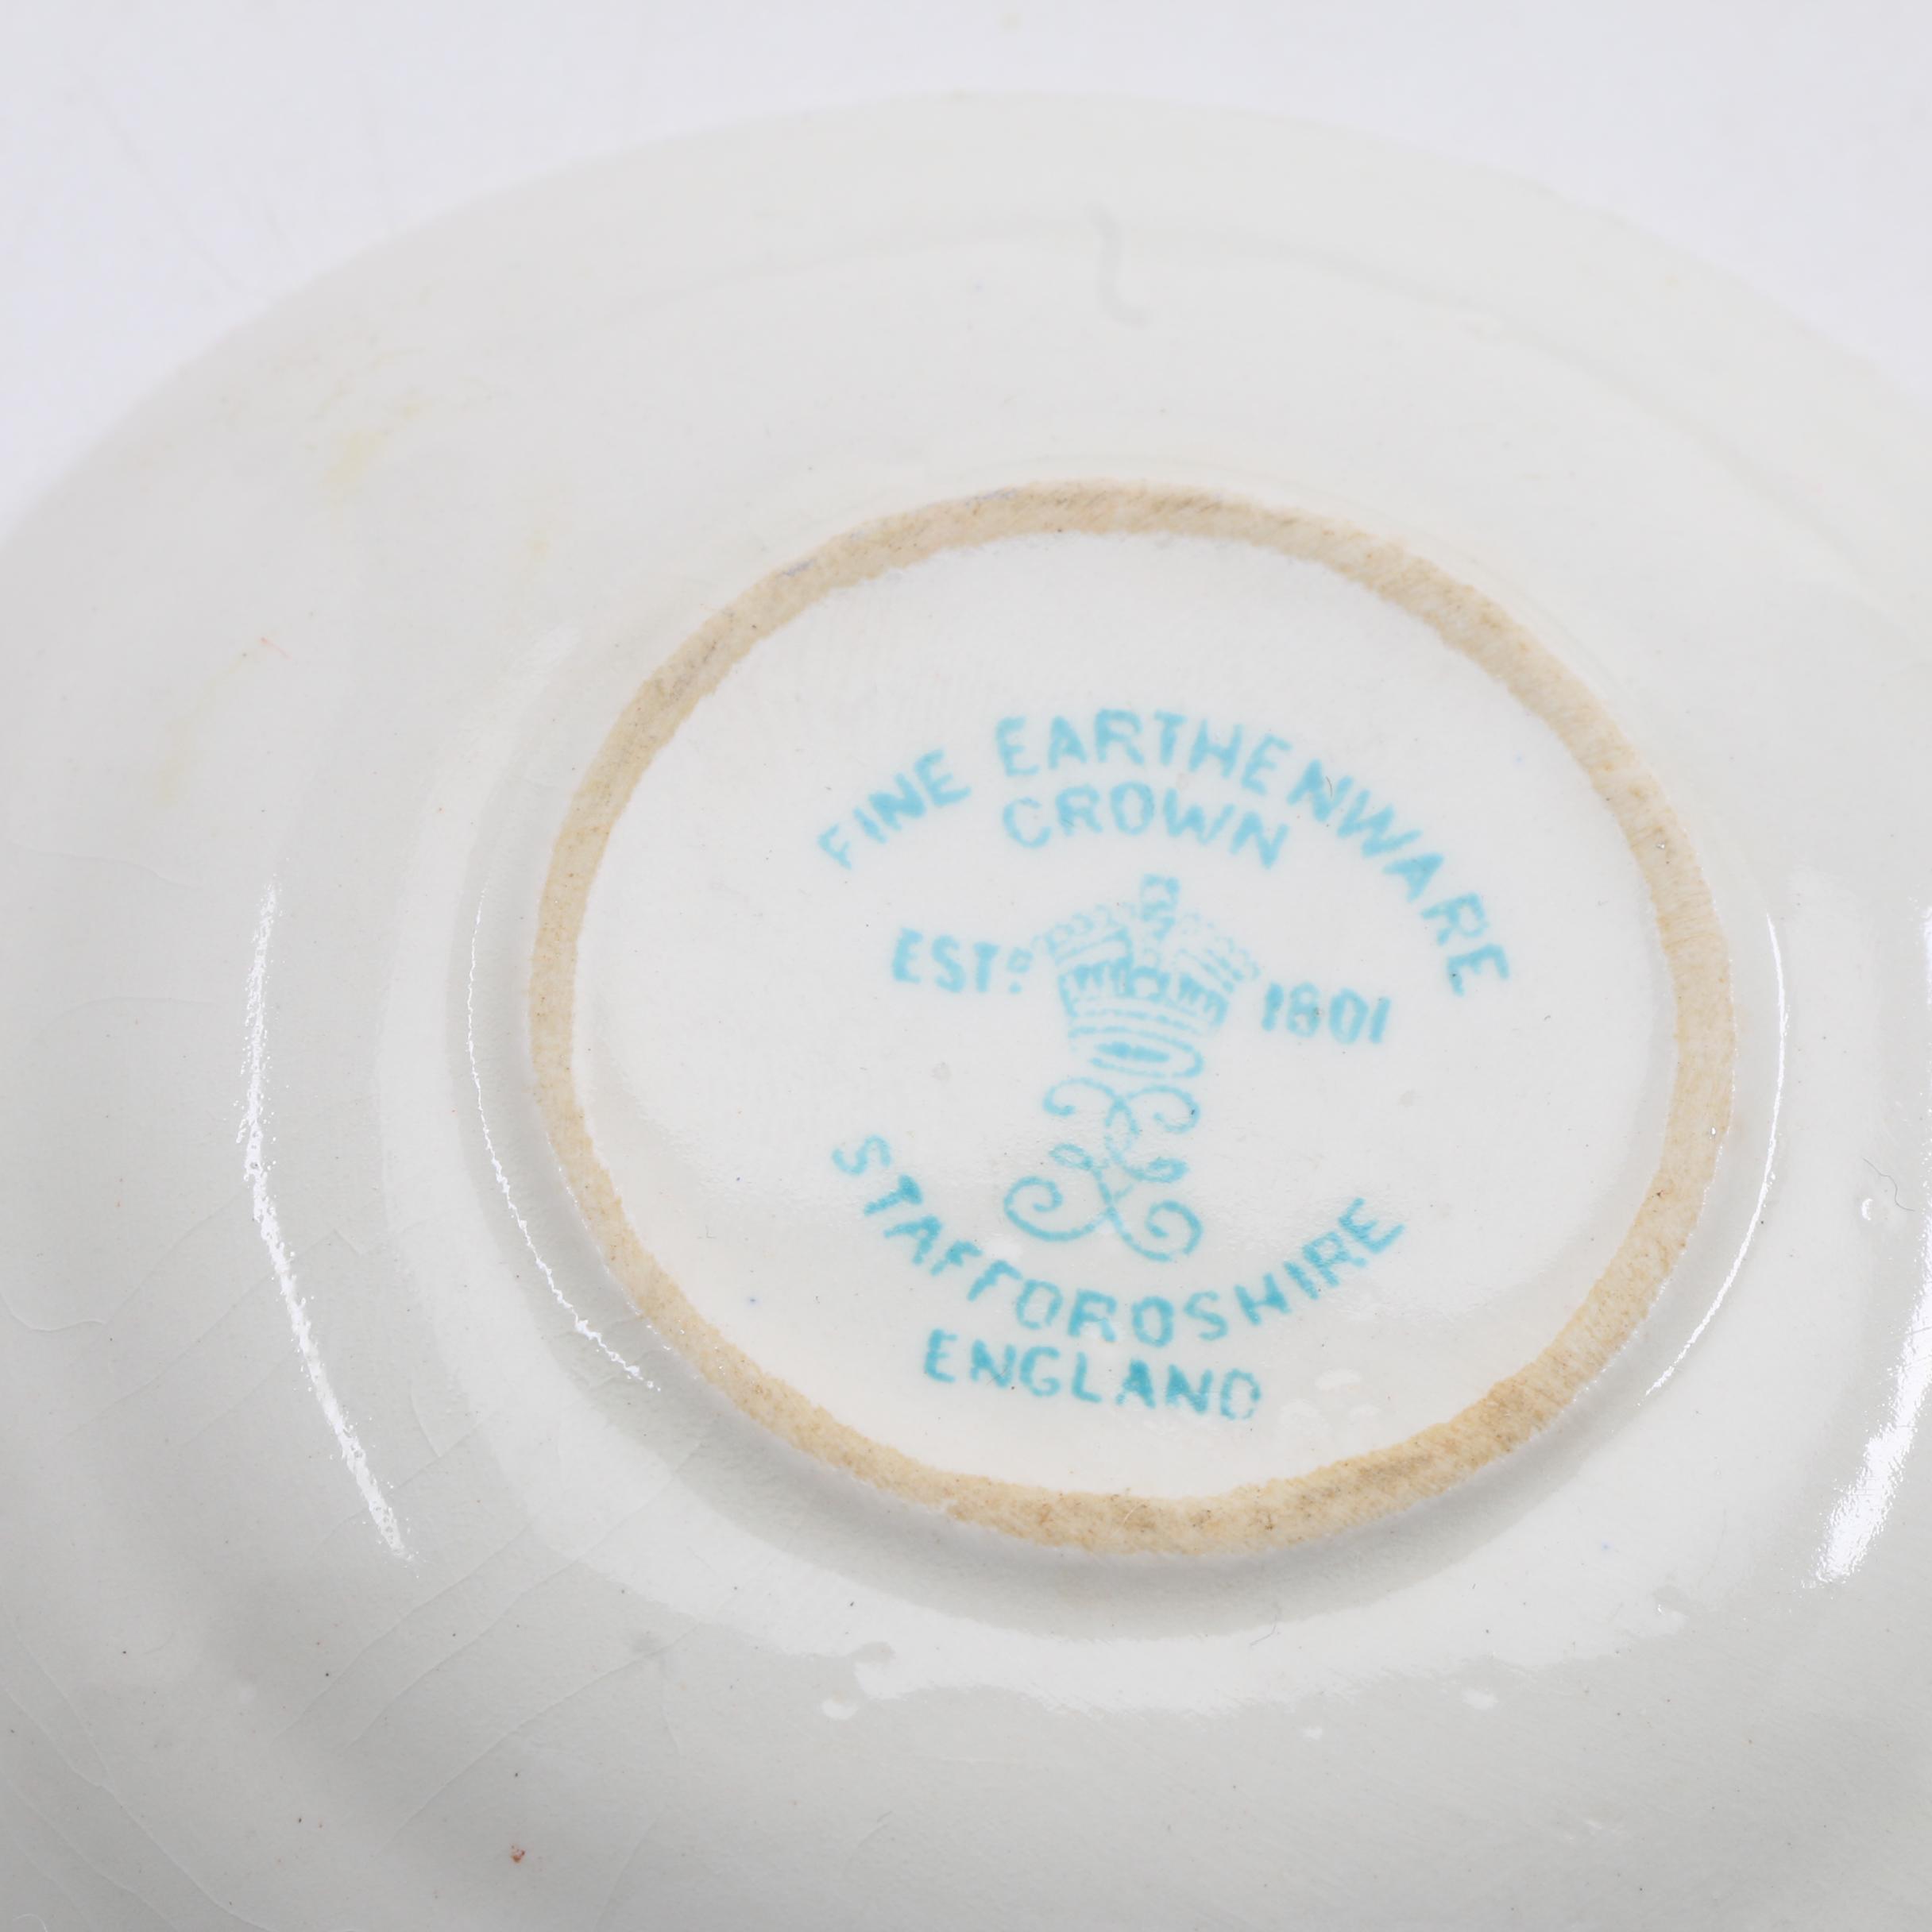 FINE EARTHENWARE
CROWN
ESTD 1801
STAFFORDSHIRE
ENGLAND